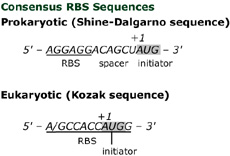 Consensus RBS Sequences
Prokaryotic (Shine-Dalgarno sequence)
+1
5' – AGGAGGACAGCUAUG – 3'
RBS spacer initiator
Eukaryotic (Kozak sequence)
+1
5' – A/GCCACCAUGG – 3'
RBS
initiator